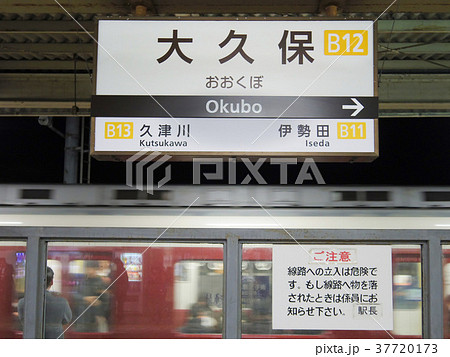 大久保 B12
おおくぼ
Okubo →
B13 久津川 伊勢田 B11
Kutsukawa Iseda
PIXTA
ご注意
線路への立入は危険で
す。もし線路へ物を落
されたときは係員にお
知らせ下さい。 駅長
pixta.jp - 37720173